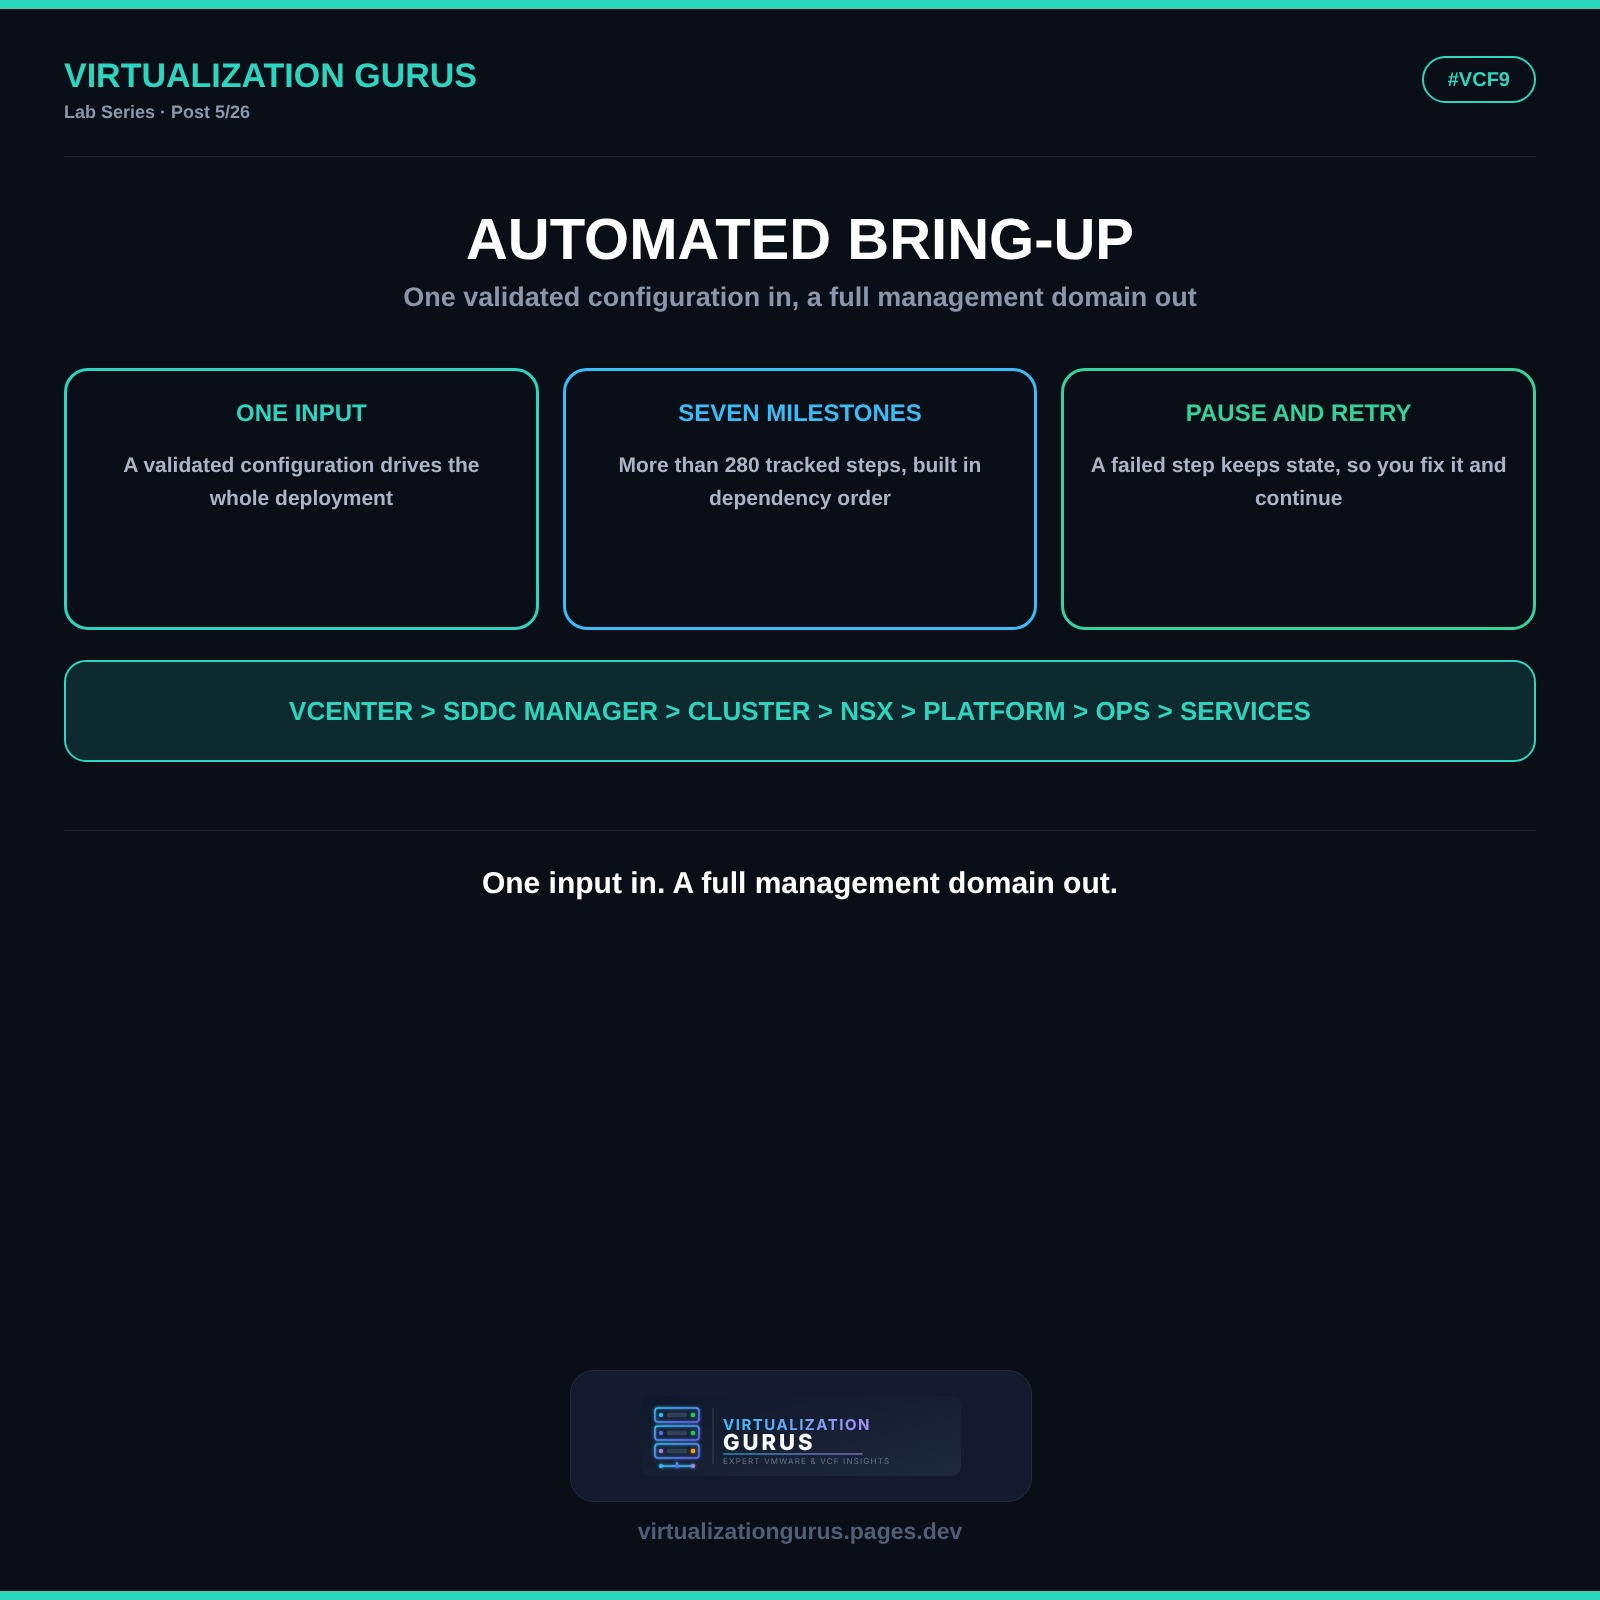 VIRTUALIZATION GURUS
#VCF9
Lab Series · Post 5/26
AUTOMATED BRING-UP
One validated configuration in, a full management domain out
ONE INPUT
A validated configuration drives the
whole deployment
SEVEN MILESTONES
More than 280 tracked steps, built in
dependency order
PAUSE AND RETRY
A failed step keeps state, so you fix it and
continue
VCENTER > SDDC MANAGER > CLUSTER > NSX > PLATFORM > OPS > SERVICES
One input in. A full management domain out.
VIRTUALIZATION
GURUS
EXPERT VMWARE & VCF INSIGHTS
virtualizationgurus.pages.dev